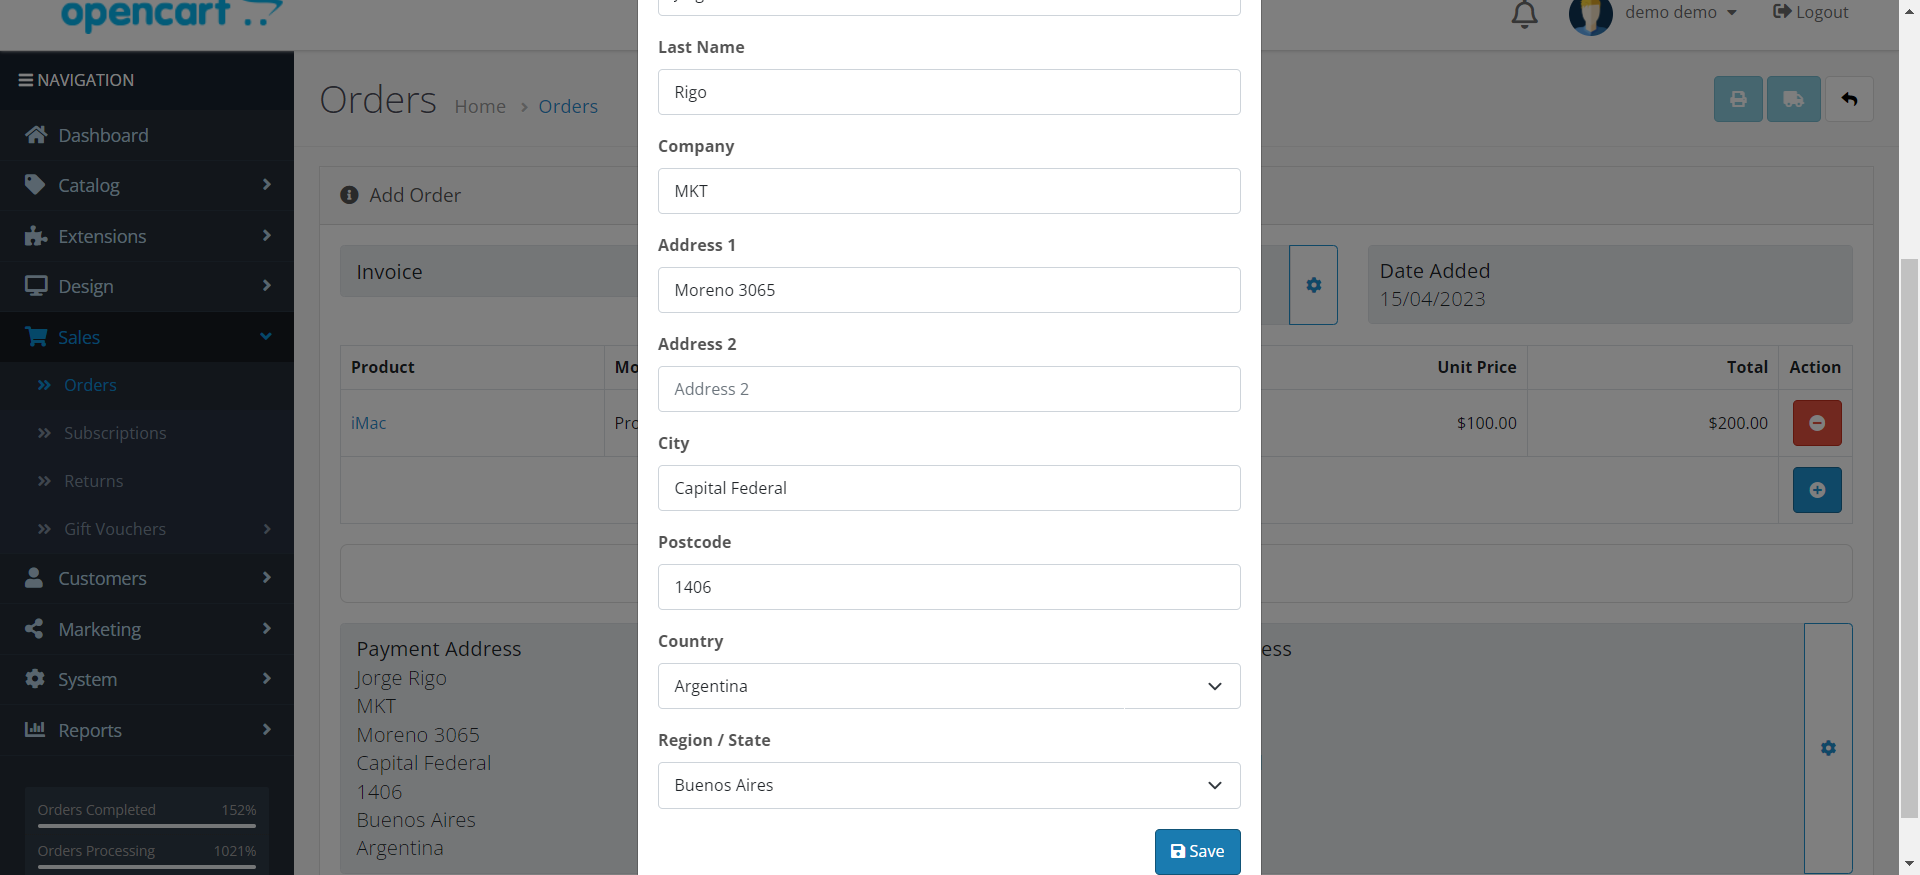 opencart
demo demo
Logout
NAVIGATION
Dashboard
Catalog
Extensions
Design
Sales
Orders
Subscriptions
Returns
Gift Vouchers
Customers
Marketing
System
Reports
Orders Completed 152%
Orders Processing 1021%
Orders Home Orders
Add Order
Invoice
Date Added
15/04/2023
Product
Unit Price Total Action
iMac
$100.00 $200.00
Payment Address
Jorge Rigo
MKT
Moreno 3065
Capital Federal
1406
Buenos Aires
Argentina
Last Name
Rigo
Company
MKT
Address 1
Moreno 3065
Address 2
Address 2
City
Capital Federal
Postcode
1406
Country
Argentina
Region / State
Buenos Aires
Save